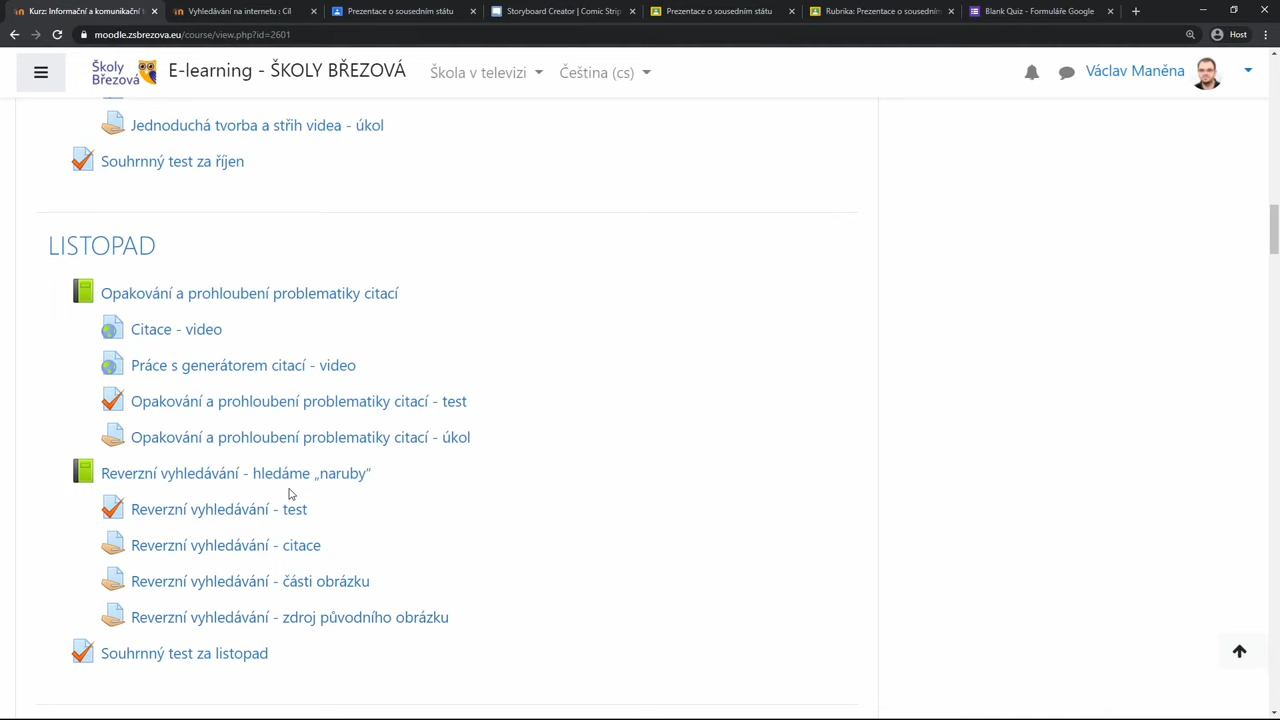 Kurz: Informační a komunikační t
Vyhledávání na internetu : Cíl
Prezentace o sousedním státu
Storyboard Creator | Comic Strip
Prezentace o sousedním státu
Rubrika: Prezentace o sousedním
Blank Quiz - Formuláře Google
moodle.zsbrezova.eu/course/view.php?id=2601
Host
Školy Březová
E-learning - ŠKOLY BŘEZOVÁ
Škola v televizi
Čeština (cs)
Václav Maněna
Jednoduchá tvorba a střih videa - úkol
Souhrnný test za říjen
LISTOPAD
Opakování a prohloubení problematiky citací
Citace - video
Práce s generátorem citací - video
Opakování a prohloubení problematiky citací - test
Opakování a prohloubení problematiky citací - úkol
Reverzní vyhledávání - hledáme „naruby“
Reverzní vyhledávání - test
Reverzní vyhledávání - citace
Reverzní vyhledávání - části obrázku
Reverzní vyhledávání - zdroj původního obrázku
Souhrnný test za listopad